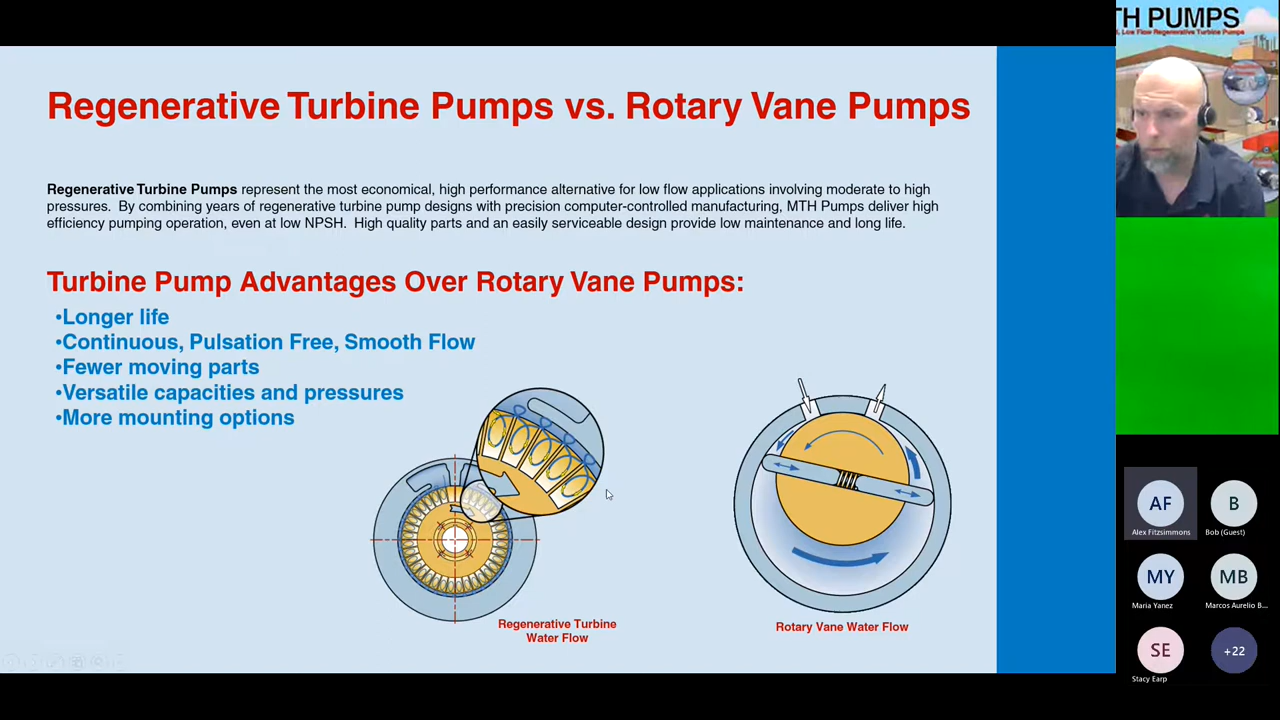 Regenerative Turbine Pumps vs. Rotary Vane Pumps
Regenerative Turbine Pumps represent the most economical, high performance alternative for low flow applications involving moderate to high
pressures. By combining years of regenerative turbine pump designs with precision computer-controlled manufacturing, MTH Pumps deliver high
efficiency pumping operation, even at low NPSH. High quality parts and an easily serviceable design provide low maintenance and long life.
Turbine Pump Advantages Over Rotary Vane Pumps:
•Longer life
•Continuous, Pulsation Free, Smooth Flow
•Fewer moving parts
•Versatile capacities and pressures
•More mounting options
Regenerative Turbine
Water Flow
Rotary Vane Water Flow
TH PUMPS
Low Flow Regenerative Turbine Pumps
AF
Alex Fitzsimmons
B
Bob (Guest)
MY
Maria Yanez
MB
Marcos Aurelio B...
SE
Stacy Earp
+22